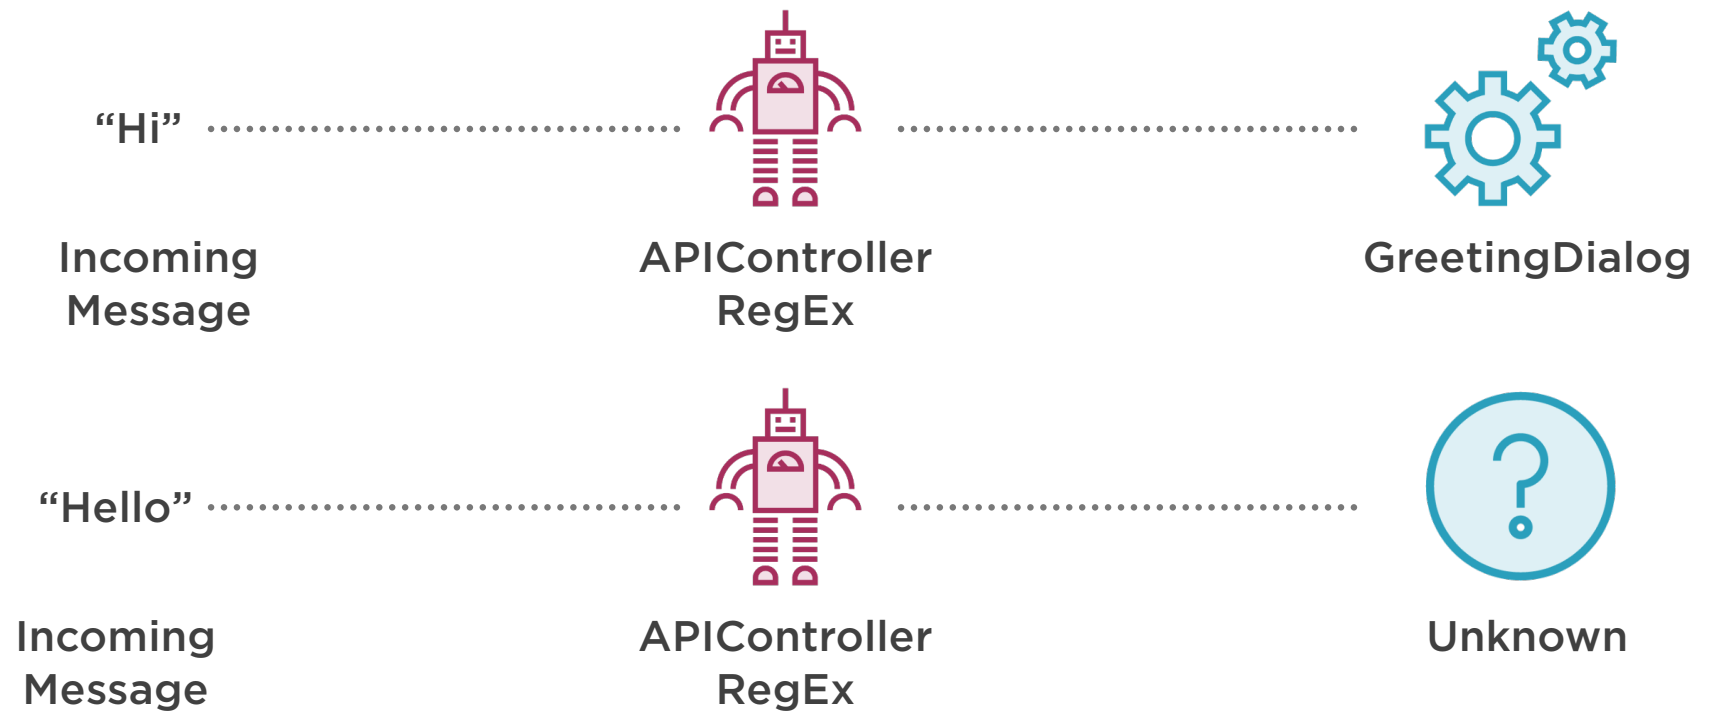 “Hi”
Incoming
Message
APIController
RegEx
GreetingDialog
“Hello”
Incoming
Message
APIController
RegEx
Unknown